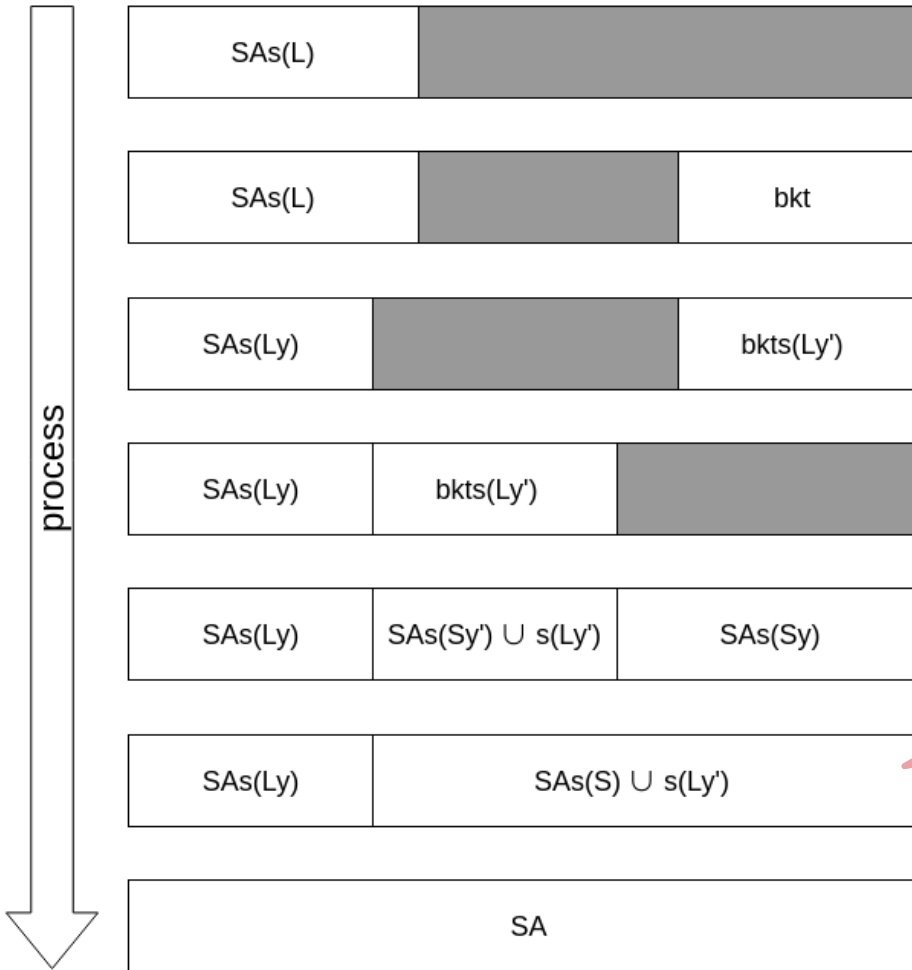 SAs(L)
SAs(L) bkt
SAs(Ly) bkts(Ly')
process
SAs(Ly) bkts(Ly')
SAs(Ly) SAs(Sy') ∪ s(Ly') SAs(Sy)
SAs(Ly) SAs(S) ∪ s(Ly')
SA